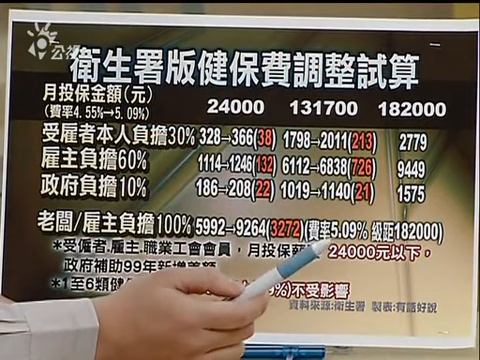 公視
衛生署版健保費調整試算
月投保金額(元) 24000 131700 182000
(費率4.55%→5.09%)
受雇者本人負擔30% 328→366(38) 1798→2011(213) 2779
雇主負擔60% 1114→1246(132) 6112→6838(726) 9449
政府負擔10% 186→208(22) 1019→1140(21) 1575
老闆/雇主負擔100% 5992→9264(3272)(費率5.09% 級距182000)
*受僱者.雇主.職業工會會員,月投保薪 24000元以下,
政府補助99年新增差額
*1至6類健 9%)不受影響
資料來源:衛生署 製表:有話好說